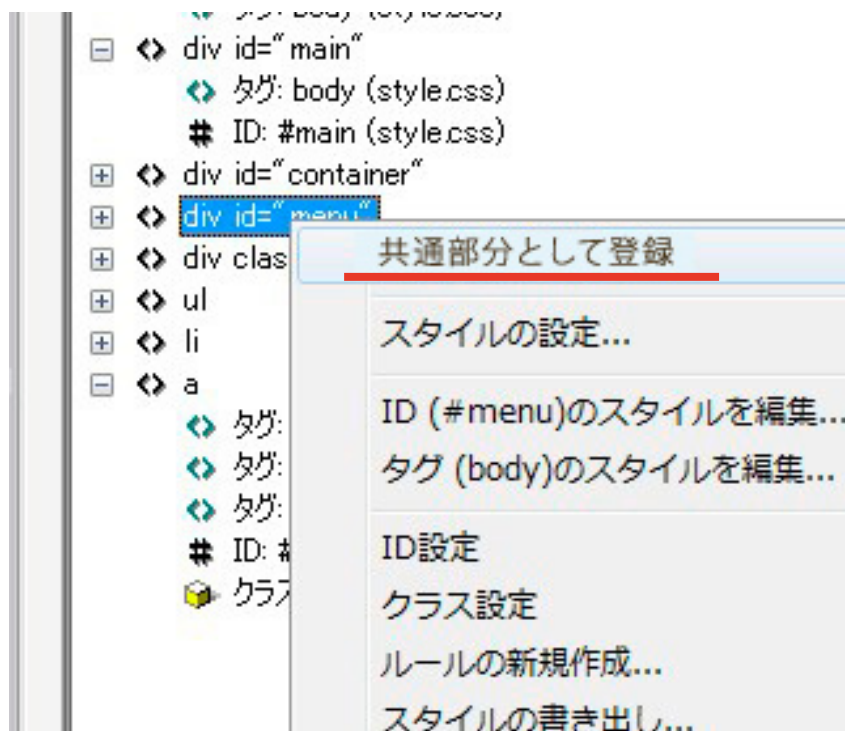 div id="main"
タグ: body (style.css)
ID: #main (style.css)
div id="container"
div id="menu"
div clas
ul
li
a
タグ:
タグ:
タグ:
ID: #
クラス
共通部分として登録
スタイルの設定...
ID (#menu)のスタイルを編集...
タグ (body)のスタイルを編集...
ID設定
クラス設定
ルールの新規作成...
スタイルの書き出し...